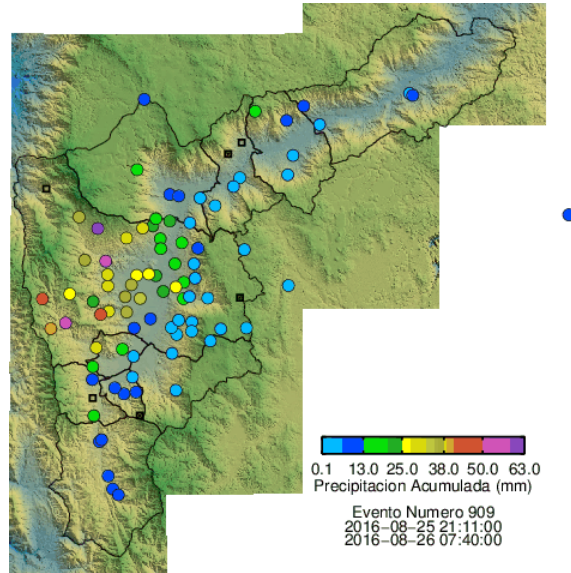 0.1 13.0 25.0 38.0 50.0 63.0
Precipitacion Acumulada (mm)
Evento Numero 909
2016−08−25 21:11:00
2016−08−26 07:40:00